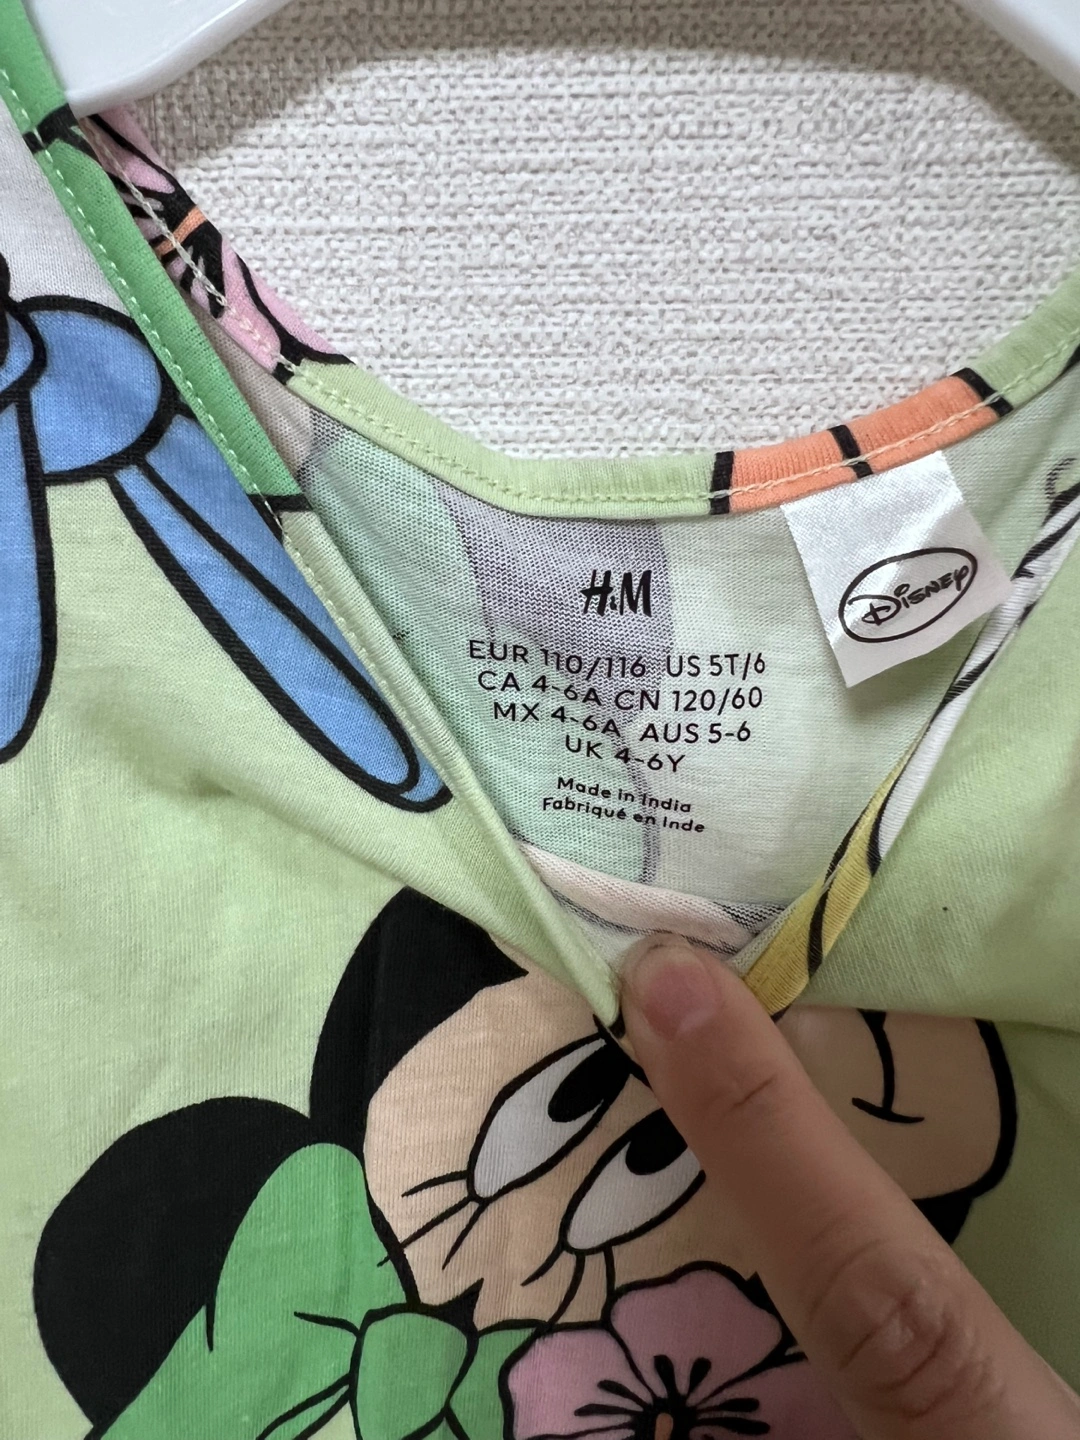 H&M
DISNEY
EUR 110/116 US 5T/6
CA 4-6A CN 120/60
MX 4-6A AUS 5-6
UK 4-6Y
Made in India
Fabriqué en Inde